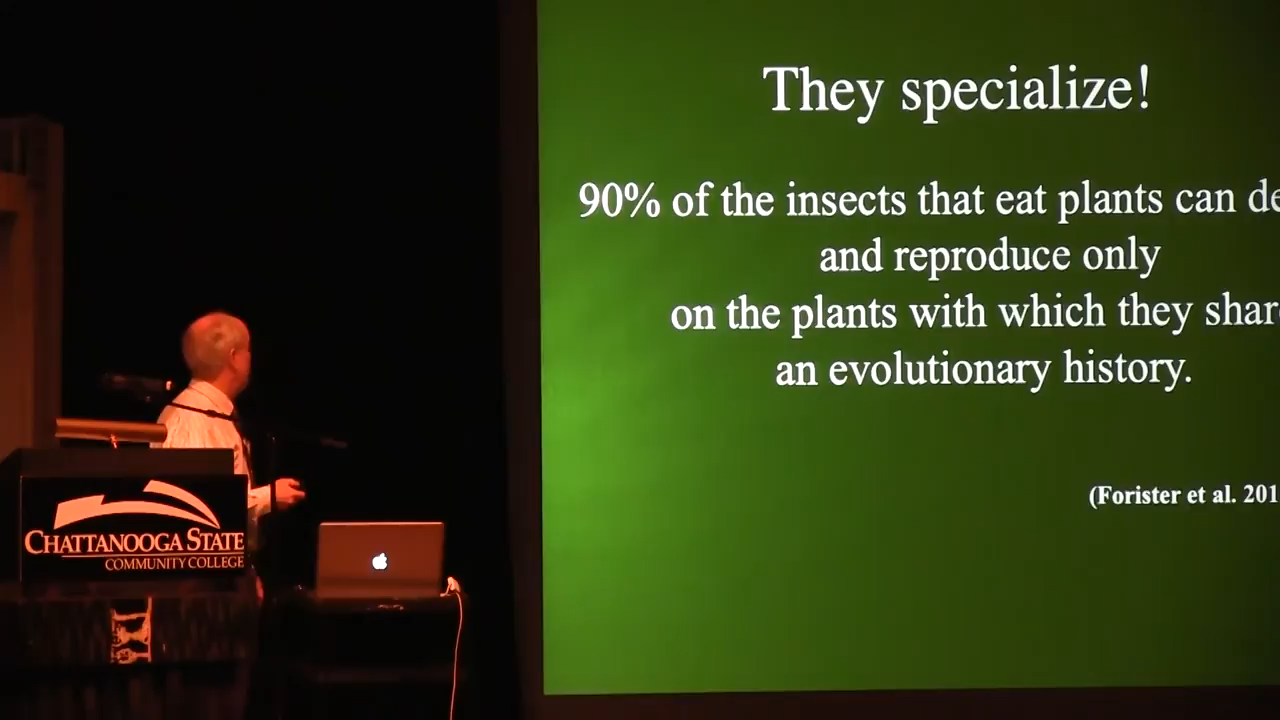 They specialize!
90% of the insects that eat plants can de
and reproduce only
on the plants with which they shar
an evolutionary history.
(Forister et al. 201
CHATTANOOGA STATE
COMMUNITY COLLEGE